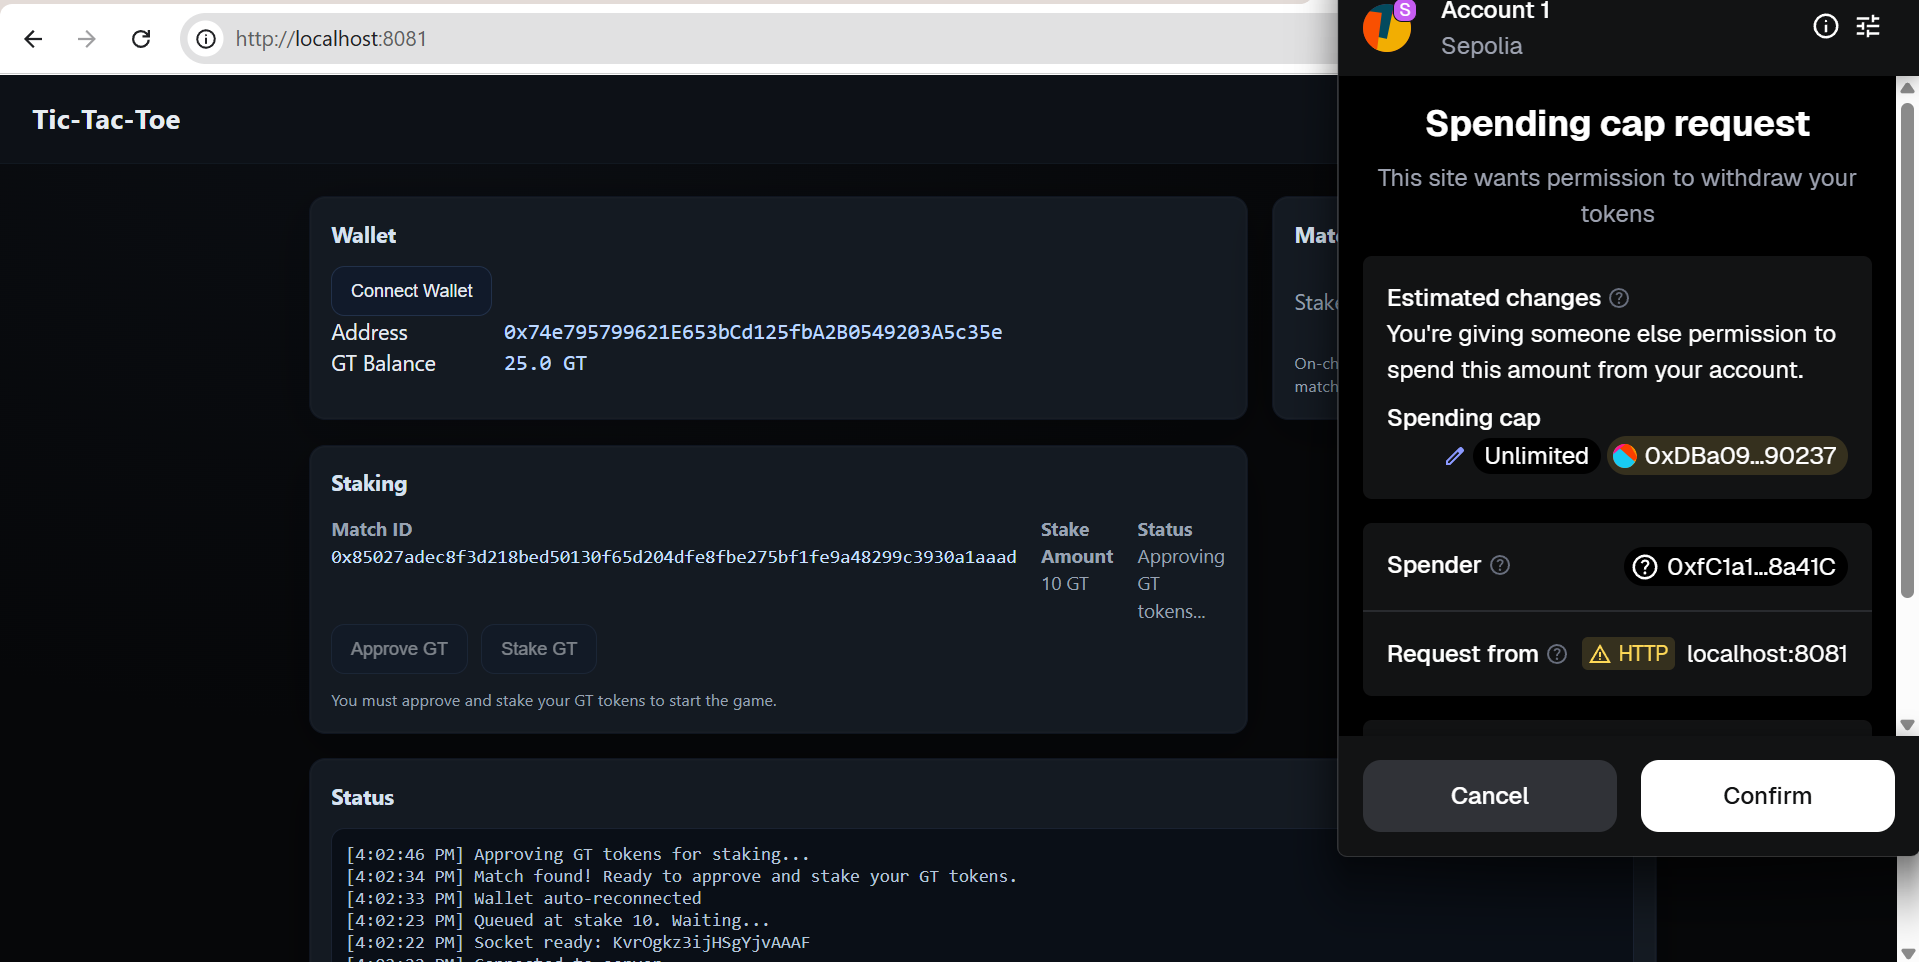 http://localhost:8081
Tic-Tac-Toe
Wallet
Connect Wallet
Address 0x74e795799621E653bCd125fbA2B0549203A5c35e
GT Balance 25.0 GT
Staking
Match ID
0x85027adec8f3d218bed50130f65d204dfe8fbe275bf1fe9a48299c3930a1aaad
Stake
Amount
10 GT
Status
Approving
GT
tokens...
Approve GT
Stake GT
You must approve and stake your GT tokens to start the game.
Status
[4:02:46 PM] Approving GT tokens for staking...
[4:02:34 PM] Match found! Ready to approve and stake your GT tokens.
[4:02:33 PM] Wallet auto-reconnected
[4:02:23 PM] Queued at stake 10. Waiting...
[4:02:22 PM] Socket ready: KvrOgkz3ijHSgYjvAAAF
Mat
Stak
On-ch
match
S
Account 1
Sepolia
Spending cap request
This site wants permission to withdraw your
tokens
Estimated changes
You're giving someone else permission to
spend this amount from your account.
Spending cap
Unlimited 0xDBa09...90237
Spender 0xfC1a1...8a41C
Request from HTTP localhost:8081
Cancel
Confirm